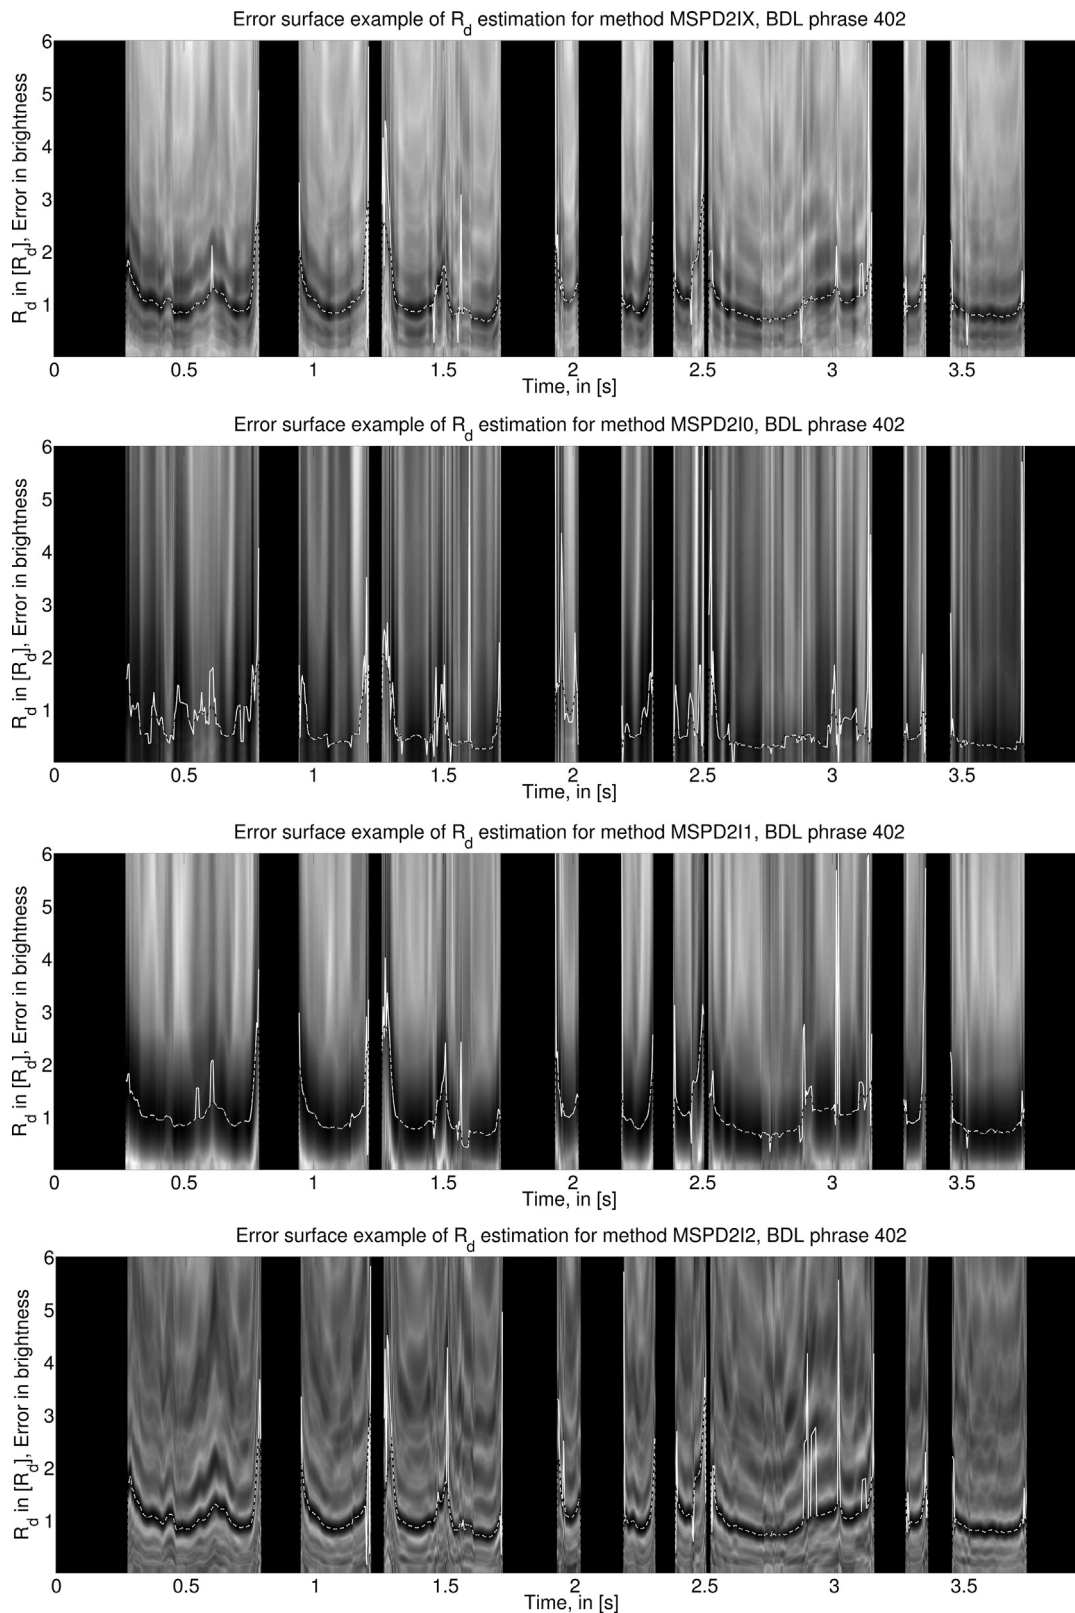 Error surface example of R_d estimation for method MSPD2IX, BDL phrase 402
R_d in [R_d], Error in brightness
6
5
4
3
2
1
0 0.5 1 1.5 2 2.5 3 3.5
Time, in [s]
Error surface example of R_d estimation for method MSPD2I0, BDL phrase 402
R_d in [R_d], Error in brightness
6
5
4
3
2
1
0 0.5 1 1.5 2 2.5 3 3.5
Time, in [s]
Error surface example of R_d estimation for method MSPD2I1, BDL phrase 402
R_d in [R_d], Error in brightness
6
5
4
3
2
1
0 0.5 1 1.5 2 2.5 3 3.5
Time, in [s]
Error surface example of R_d estimation for method MSPD2I2, BDL phrase 402
R_d in [R_d], Error in brightness
6
5
4
3
2
1
0 0.5 1 1.5 2 2.5 3 3.5
Time, in [s]